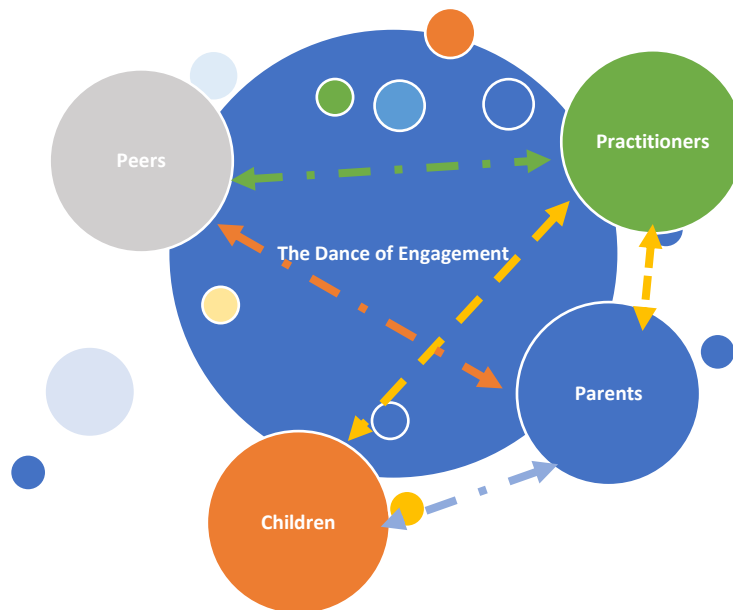 Practitioners
Peers
The Dance of Engagement
Parents
Children